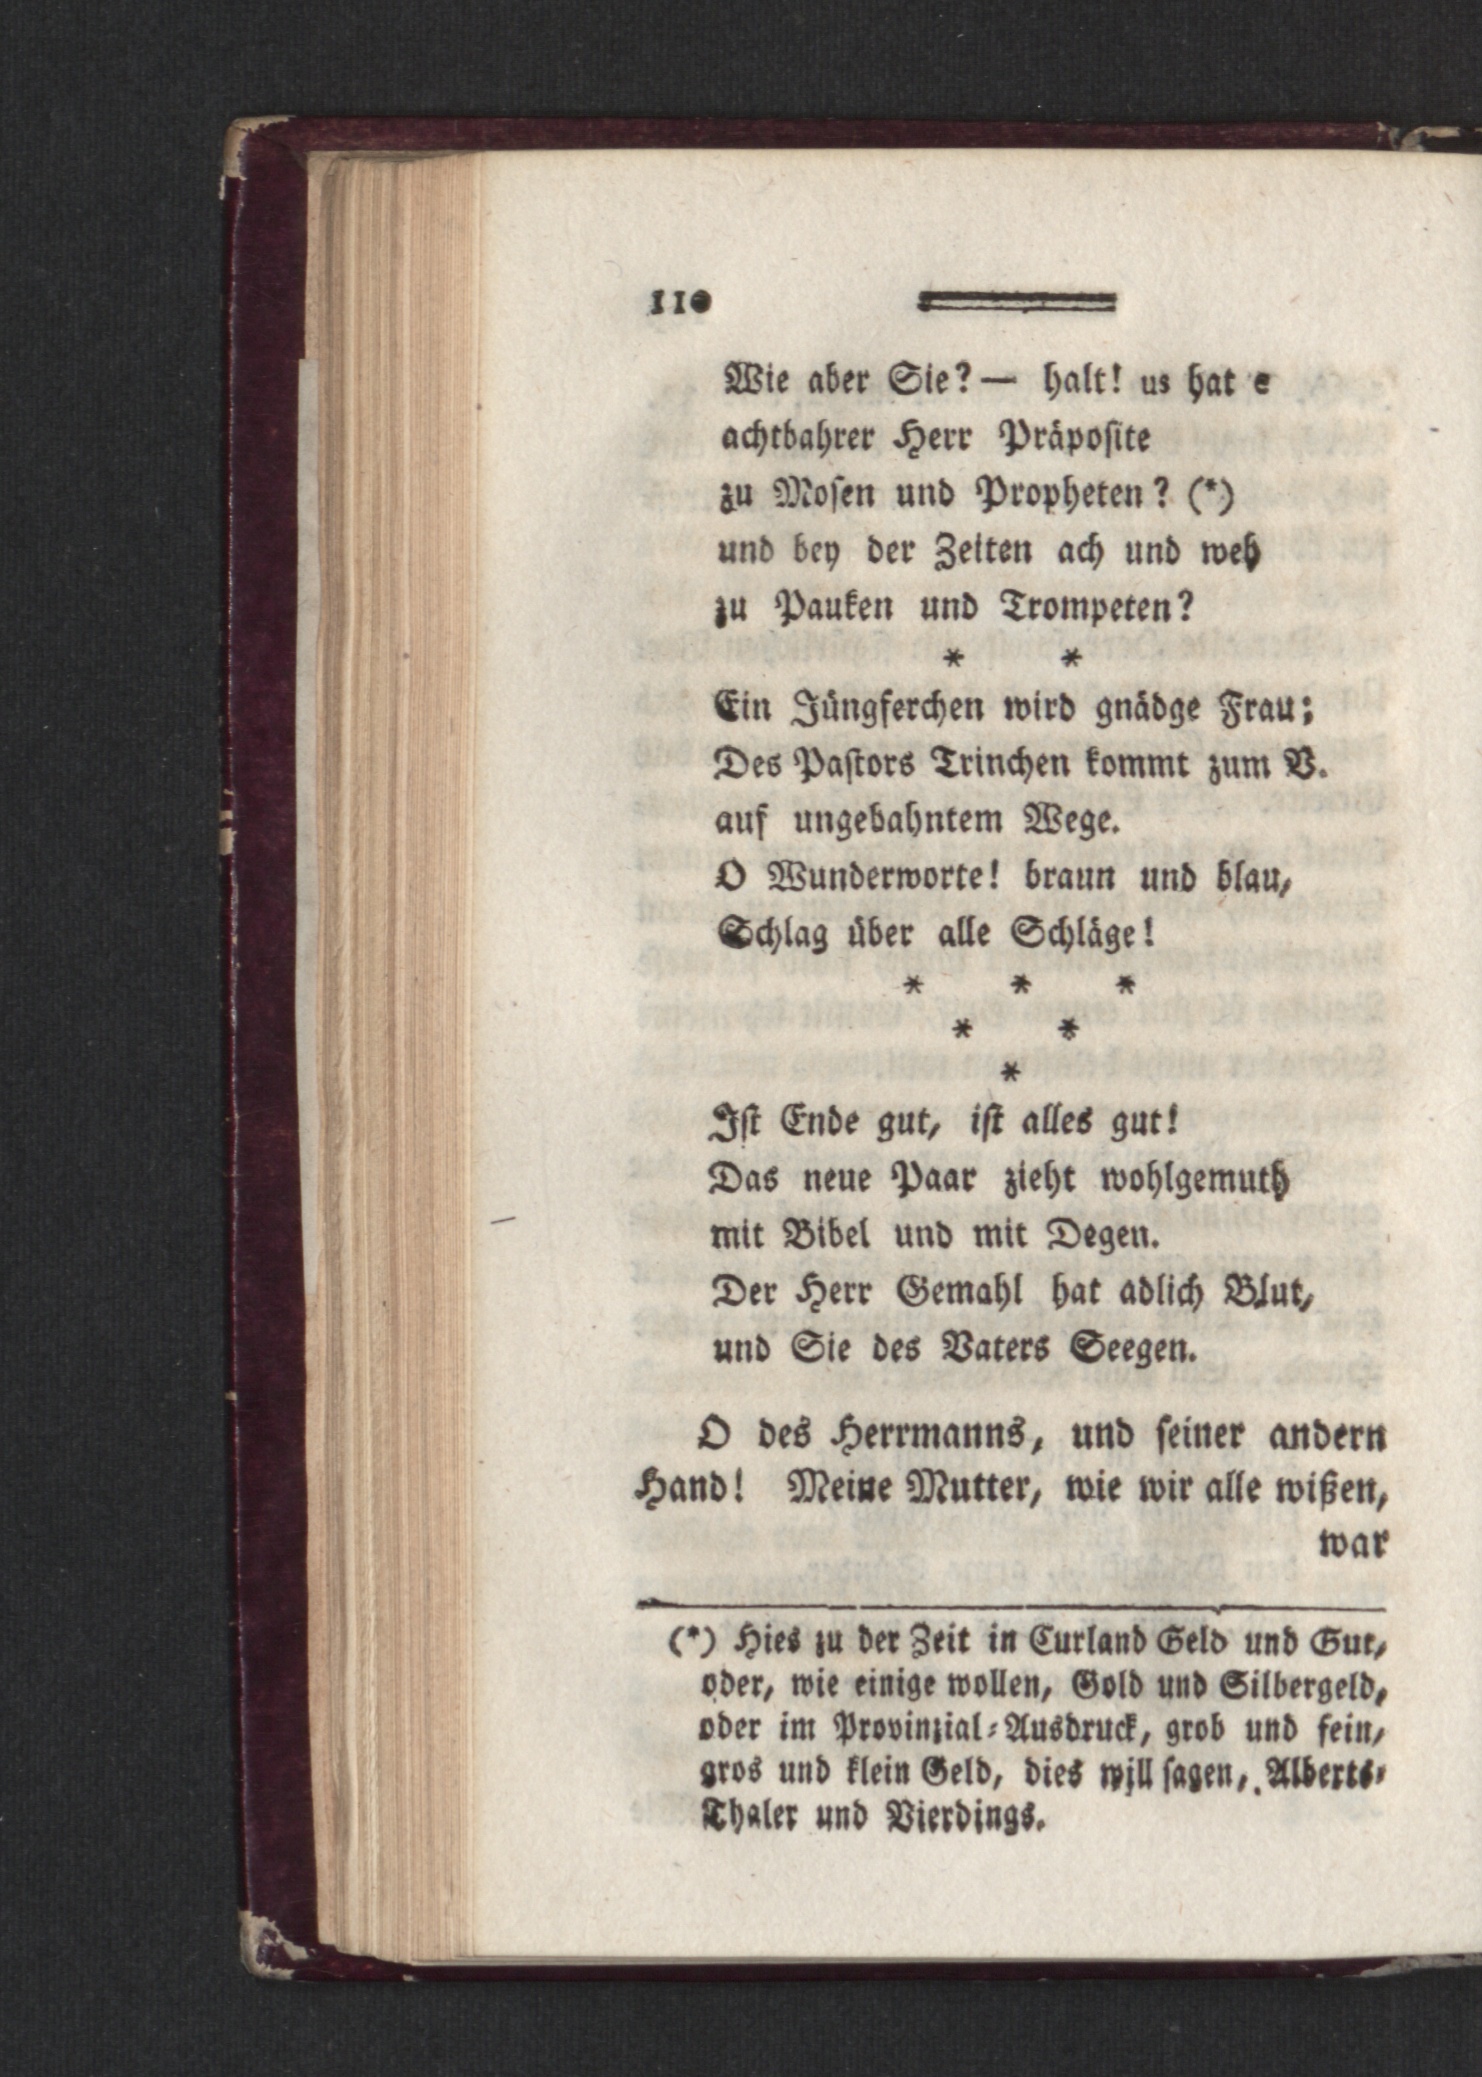 110
Wie aber Sie? — halt! us hat e
achtbahrer Herr Präpoſite
zu Moſen und Propheten? (*)
und bey der Zeiten ach und weh
zu Pauken und Trompeten?
* *
Ein Jüngferchen wird gnädge Frau;
Des Paſtors Trinchen kommt zum V.
auf ungebahntem Wege.
O Wunderworte! braun und blau,
Schlag über alle Schläge!
* * *
* *
*
Iſt Ende gut, iſt alles gut!
Das neue Paar zieht wohlgemuth
mit Bibel und mit Degen.
Der Herr Gemahl hat adlich Blut,
und Sie des Vaters Seegen.
O des Herrmanns, und ſeiner andern
Hand! Meine Mutter, wie wir alle wißen,
war
(*) Hies zu der Zeit in Curland Geld und Gut,
oder, wie einige wollen, Gold und Silbergeld,
oder im Provinzial-Ausdruck, grob und fein,
gros und klein Geld, dies will ſagen, Alberts-
Thaler und Vierdings.